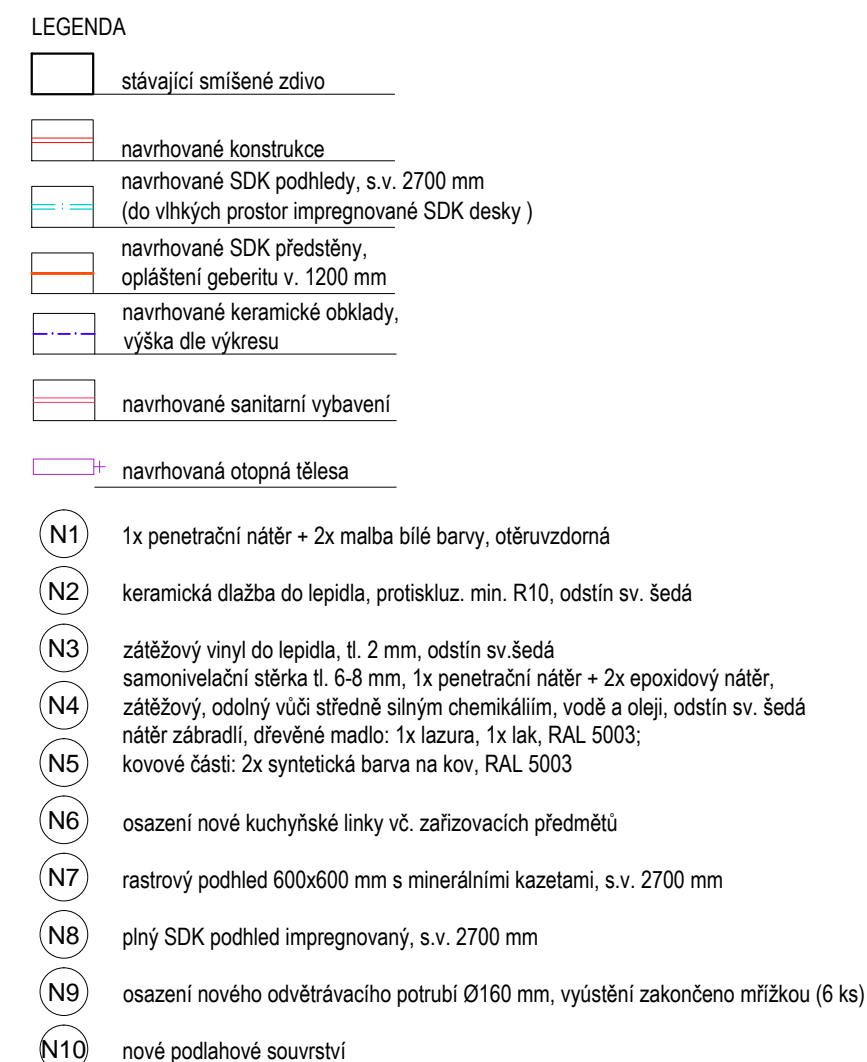 LEGENDA
stávající smíšené zdivo
navrhované konstrukce
navrhované SDK podhledy, s.v. 2700 mm
(do vlhkých prostor impregnované SDK desky )
navrhované SDK předstěny,
opláštění geberitu v. 1200 mm
navrhované keramické obklady,
výška dle výkresu
navrhované sanitarní vybavení
navrhovaná otopná tělesa
N1 1x penetrační nátěr + 2x malba bílé barvy, otěruvzdorná
N2 keramická dlažba do lepidla, protiskluz. min. R10, odstín sv. šedá
N3 zátěžový vinyl do lepidla, tl. 2 mm, odstín sv.šedá
samonivelační stěrka tl. 6-8 mm, 1x penetrační nátěr + 2x epoxidový nátěr,
N4 zátěžový, odolný vůči středně silným chemikáliím, vodě a oleji, odstín sv. šedá
nátěr zábradlí, dřevěné madlo: 1x lazura, 1x lak, RAL 5003;
N5 kovové části: 2x syntetická barva na kov, RAL 5003
N6 osazení nové kuchyňské linky vč. zařizovacích předmětů
N7 rastrový podhled 600x600 mm s minerálními kazetami, s.v. 2700 mm
N8 plný SDK podhled impregnovaný, s.v. 2700 mm
N9 osazení nového odvětrávacího potrubí Ø160 mm, vyústění zakončeno mřížkou (6 ks)
N10 nové podlahové souvrství